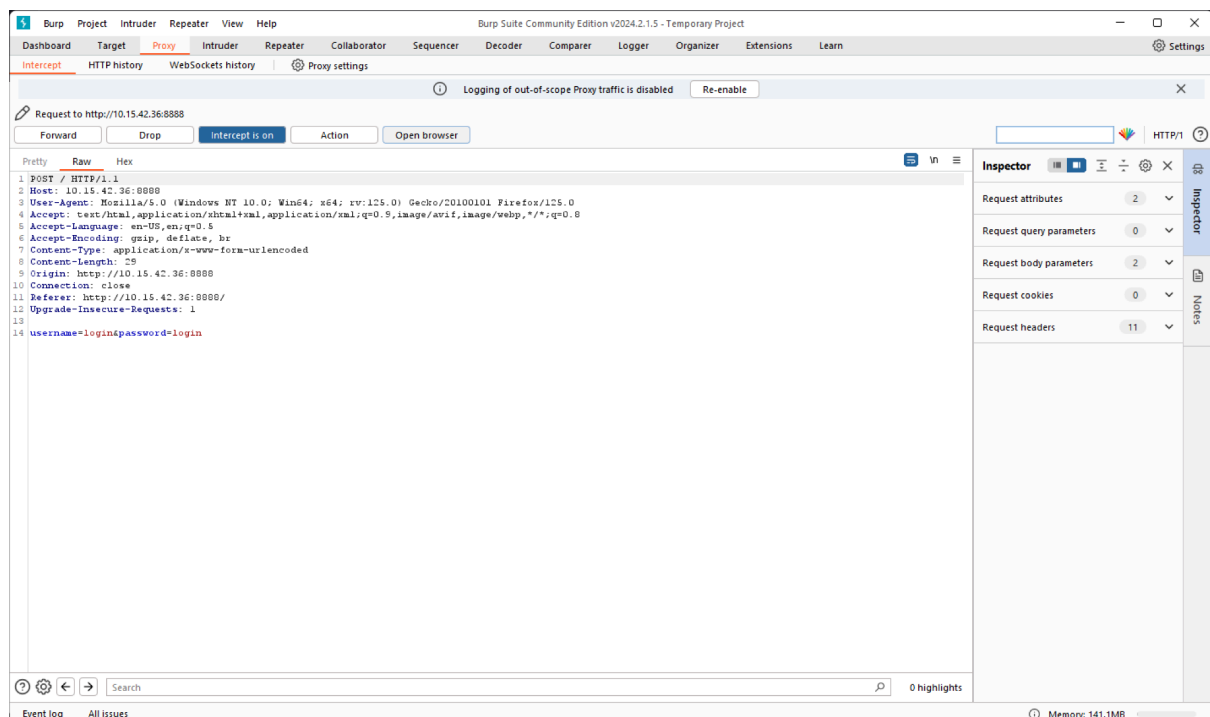 Burp Project Intruder Repeater View Help Burp Suite Community Edition v2024.2.1.5 - Temporary Project
Dashboard Target Proxy Intruder Repeater Collaborator Sequencer Decoder Comparer Logger Organizer Extensions Learn Settings
Intercept HTTP history WebSockets history Proxy settings
Logging of out-of-scope Proxy traffic is disabled Re-enable
Request to http://10.15.42.36:8888
Forward Drop Intercept is on Action Open browser HTTP/1
Pretty Raw Hex \n
Inspector
1 POST / HTTP/1.1
2 Host: 10.15.42.36:8888
3 User-Agent: Mozilla/5.0 (Windows NT 10.0; Win64; x64; rv:125.0) Gecko/20100101 Firefox/125.0
4 Accept: text/html,application/xhtml+xml,application/xml;q=0.9,image/avif,image/webp,*/*;q=0.8
5 Accept-Language: en-US,en;q=0.5
6 Accept-Encoding: gzip, deflate, br
7 Content-Type: application/x-www-form-urlencoded
8 Content-Length: 29
9 Origin: http://10.15.42.36:8888
10 Connection: close
11 Referer: http://10.15.42.36:8888/
12 Upgrade-Insecure-Requests: 1
13
14 username=login&password=login
Request attributes 2
Request query parameters 0
Request body parameters 2
Request cookies 0
Request headers 11
Inspector
Notes
Search 0 highlights
Event log All issues Memory: 141.1MB